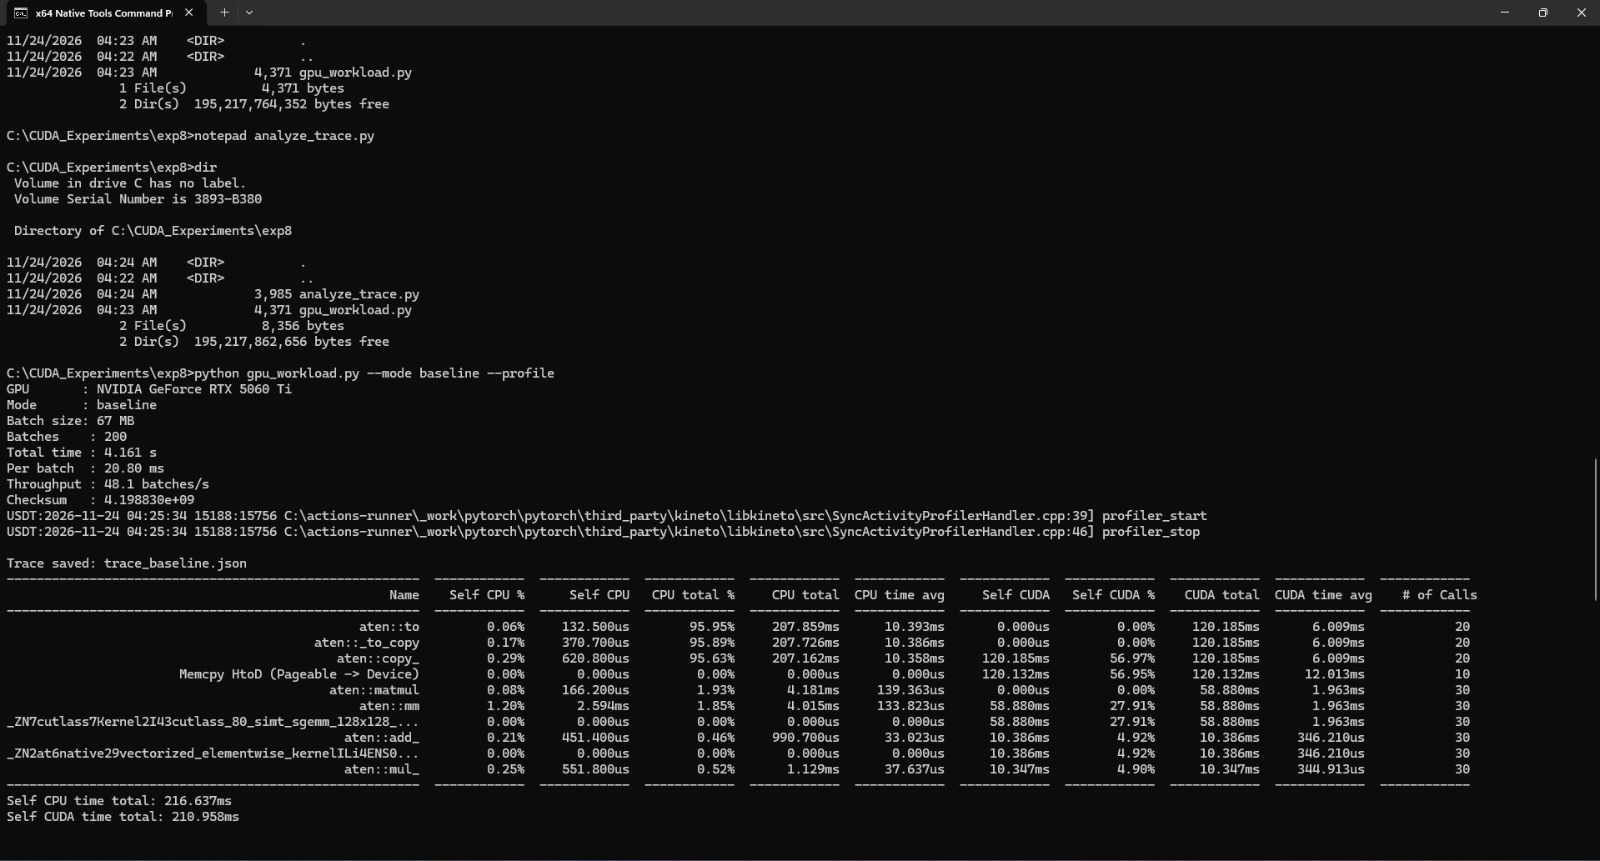 x64 Native Tools Command P
11/24/2026  04:23 AM    <DIR>          .
11/24/2026  04:22 AM    <DIR>          ..
11/24/2026  04:23 AM             4,371 gpu_workload.py
               1 File(s)          4,371 bytes
               2 Dir(s)  195,217,764,352 bytes free
C:\CUDA_Experiments\exp8>notepad analyze_trace.py
C:\CUDA_Experiments\exp8>dir
 Volume in drive C has no label.
 Volume Serial Number is 3893-B380
 Directory of C:\CUDA_Experiments\exp8
11/24/2026  04:24 AM    <DIR>          .
11/24/2026  04:22 AM    <DIR>          ..
11/24/2026  04:24 AM             3,985 analyze_trace.py
11/24/2026  04:23 AM             4,371 gpu_workload.py
               2 File(s)          8,356 bytes
               2 Dir(s)  195,217,862,656 bytes free
C:\CUDA_Experiments\exp8>python gpu_workload.py --mode baseline --profile
GPU       : NVIDIA GeForce RTX 5060 Ti
Mode      : baseline
Batch size: 67 MB
Batches    : 200
Total time : 4.161 s
Per batch  : 20.80 ms
Throughput : 48.1 batches/s
Checksum   : 4.198830e+09
USDT:2026-11-24 04:25:34 15188:15756 C:\actions-runner\_work\pytorch\pytorch\third_party\kineto\libkineto\src\SyncActivityProfilerHandler.cpp:39] profiler_start
USDT:2026-11-24 04:25:34 15188:15756 C:\actions-runner\_work\pytorch\pytorch\third_party\kineto\libkineto\src\SyncActivityProfilerHandler.cpp:46] profiler_stop
Trace saved: trace_baseline.json
-------------------------------------------------------  ------------  ------------  ------------  ------------  ------------  ------------  ------------  ------------  ------------  ------------
Name    Self CPU %      Self CPU   CPU total %     CPU total  CPU time avg     Self CUDA   Self CUDA %    CUDA total  CUDA time avg    # of Calls
-------------------------------------------------------  ------------  ------------  ------------  ------------  ------------  ------------  ------------  ------------  ------------  ------------
aten::to         0.06%     132.500us        95.95%     207.859ms      10.393ms       0.000us         0.00%     120.185ms       6.009ms            20
aten::_to_copy         0.17%     370.700us        95.89%     207.726ms      10.386ms       0.000us         0.00%     120.185ms       6.009ms            20
aten::copy_         0.29%     620.800us        95.63%     207.162ms      10.358ms     120.185ms        56.97%     120.185ms       6.009ms            20
Memcpy HtoD (Pageable -> Device)         0.00%       0.000us         0.00%       0.000us       0.000us     120.132ms        56.95%     120.132ms      12.013ms            10
aten::matmul         0.08%     166.200us         1.93%       4.181ms     139.363us       0.000us         0.00%      58.880ms       1.963ms            30
aten::mm         1.20%       2.594ms         1.85%       4.015ms     133.823us      58.880ms        27.91%      58.880ms       1.963ms            30
_ZN7cutlass7Kernel2I43cutlass_80_simt_sgemm_128x128_...         0.00%       0.000us         0.00%       0.000us       0.000us      58.880ms        27.91%      58.880ms       1.963ms            30
aten::add_         0.21%     451.400us         0.46%     990.700us      33.023us      10.386ms         4.92%      10.386ms     346.210us            30
_ZN2at6native29vectorized_elementwise_kernelILi4ENS0...         0.00%       0.000us         0.00%       0.000us       0.000us      10.386ms         4.92%      10.386ms     346.210us            30
aten::mul_         0.25%     551.800us         0.52%       1.129ms      37.637us      10.347ms         4.90%      10.347ms     344.913us            30
-------------------------------------------------------  ------------  ------------  ------------  ------------  ------------  ------------  ------------  ------------  ------------  ------------
Self CPU time total: 216.637ms
Self CUDA time total: 210.958ms